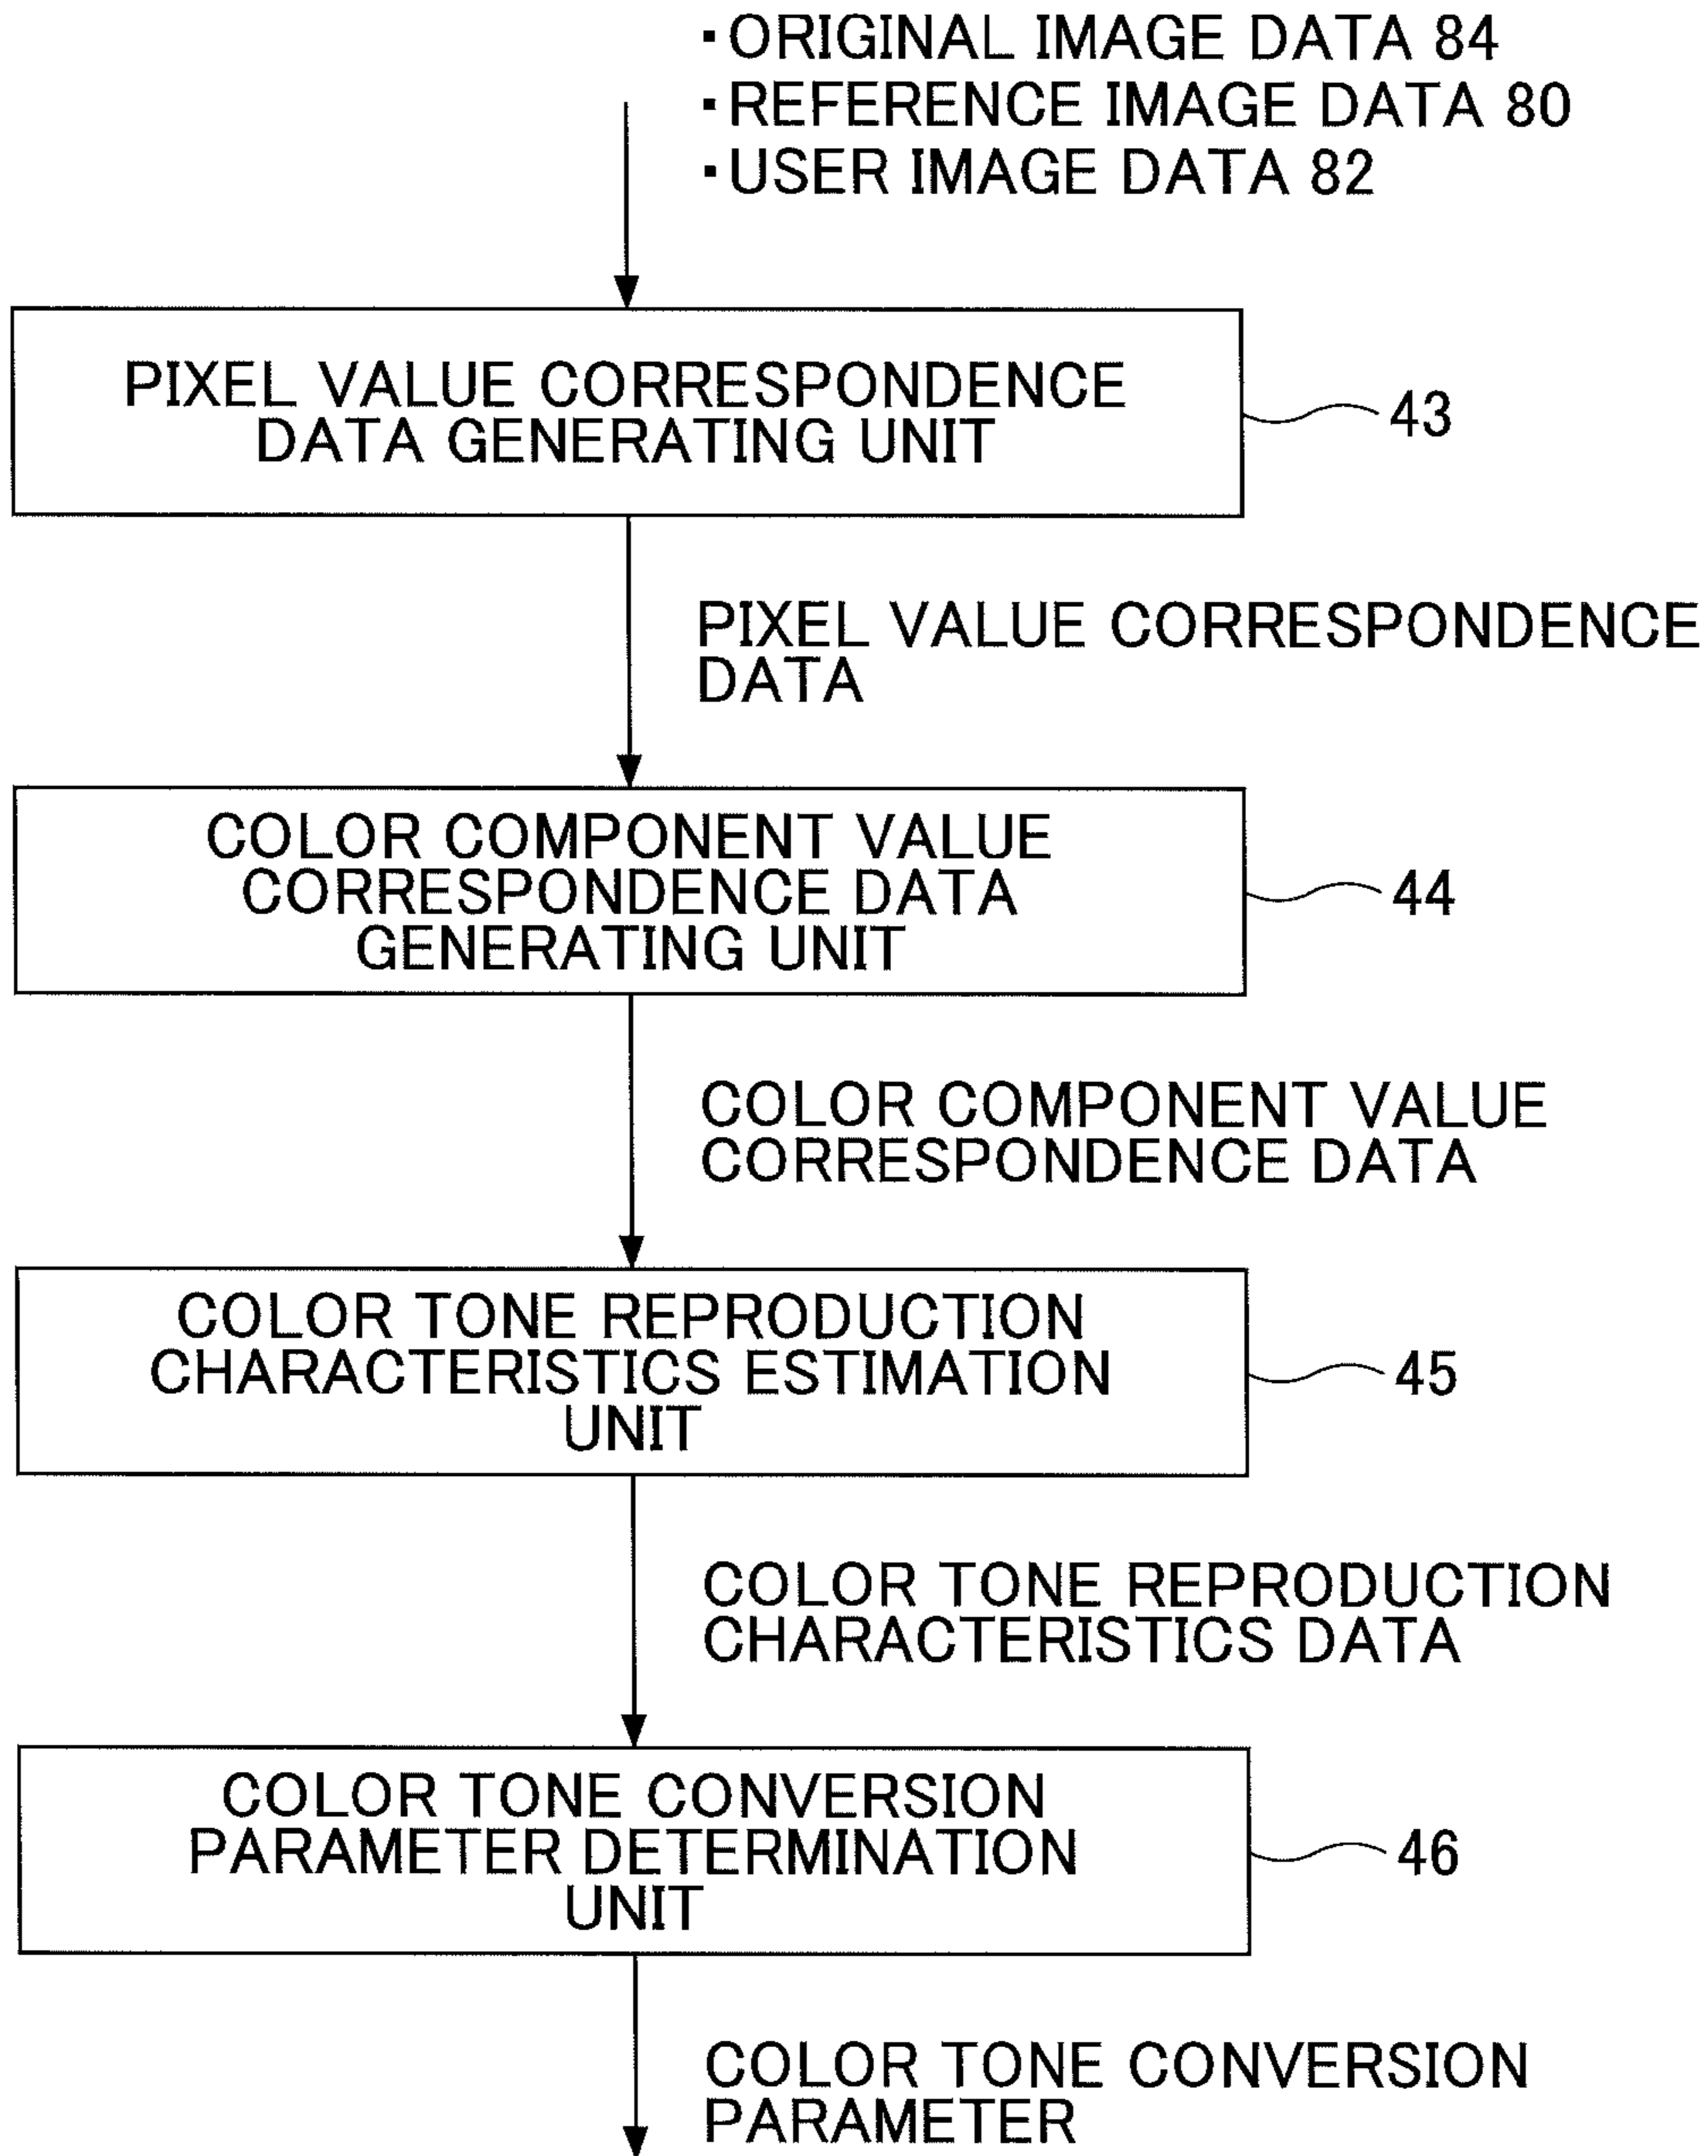 ▪ORIGINAL IMAGE DATA 84
▪REFERENCE IMAGE DATA 80
▪USER IMAGE DATA 82
PIXEL VALUE CORRESPONDENCE
DATA GENERATING UNIT
43
PIXEL VALUE CORRESPONDENCE
DATA
COLOR COMPONENT VALUE
CORRESPONDENCE DATA
GENERATING UNIT
44
COLOR COMPONENT VALUE
CORRESPONDENCE DATA
COLOR TONE REPRODUCTION
CHARACTERISTICS ESTIMATION
UNIT
45
COLOR TONE REPRODUCTION
CHARACTERISTICS DATA
COLOR TONE CONVERSION
PARAMETER DETERMINATION
UNIT
46
COLOR TONE CONVERSION
PARAMETER